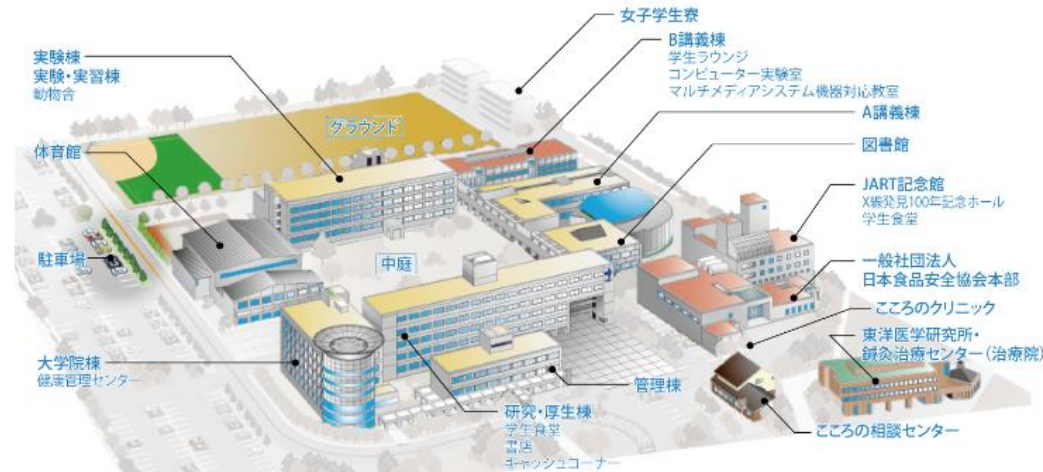 女子学生寮
B講義棟
学生ラウンジ
コンピューター実験室
マルチメディアシステム機器対応教室
A講義棟
図書館
JART記念館
X線発見100年記念ホール
学生食堂
一般社団法人
日本食品安全協会本部
こころのクリニック
東洋医学研究所・
鍼灸治療センター（治療院）
こころの相談センター
管理棟
研究・厚生棟
学生食堂
書店
キャッシュコーナー
大学院棟
健康管理センター
駐車場
体育館
実験棟
実験・実習棟
動物舎
グラウンド
中庭